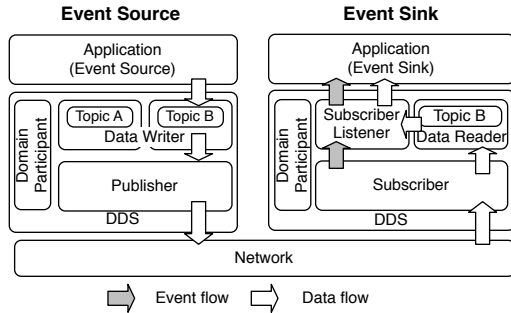 Event Source
Event Sink
Application
(Event Source)
Application
(Event Sink)
Domain
Participant
Topic A
Topic B
Data Writer
Publisher
DDS
Domain
Participant
Subscriber
Listener
Topic B
Data Reader
Subscriber
DDS
Network
Event flow
Data flow